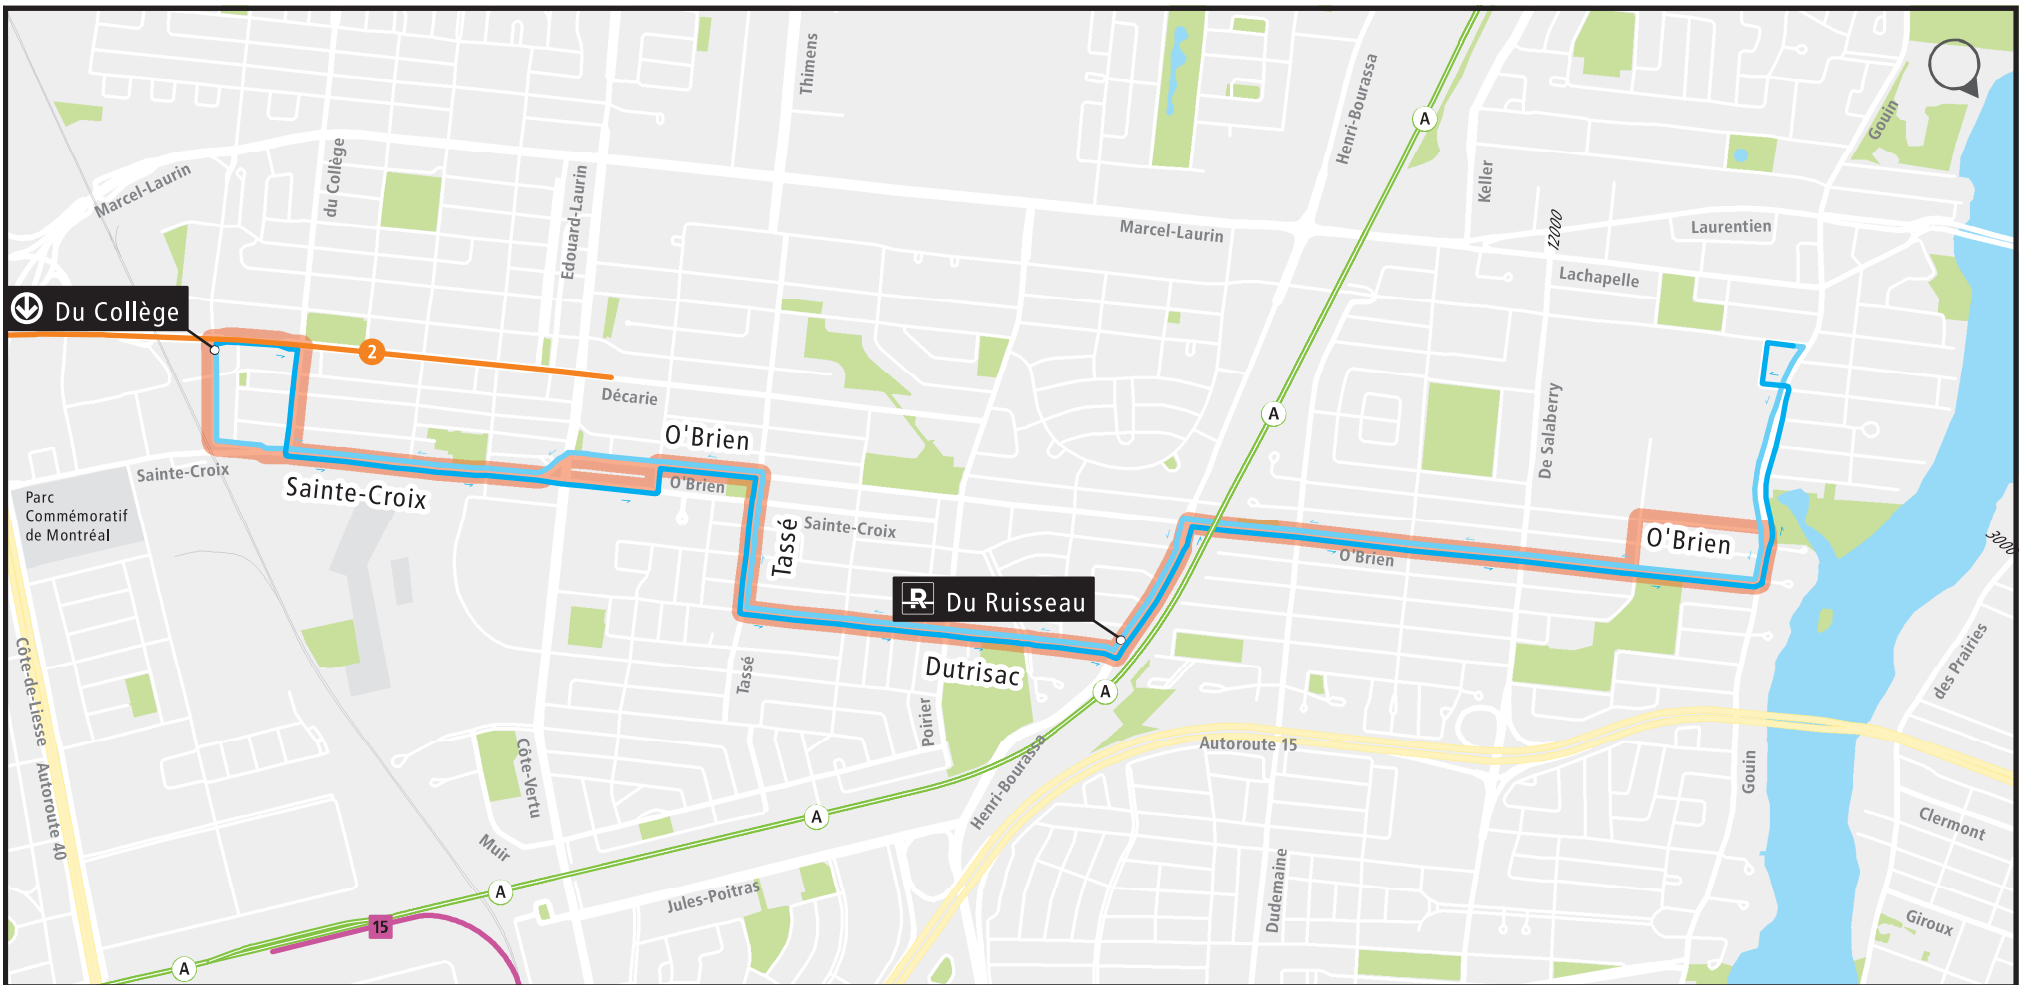 Thimens
Henri-Bourassa
A
Gouin
Marcel-Laurin
du Collège
Keller
Edouard-Laurin
Marcel-Laurin
12000
Laurentien
Lachapelle
Du Collège
2
Décarie
A
De Salaberry
O'Brien
O'Brien
Sainte-Croix
Sainte-Croix
Parc
Commémoratif
de Montréal
Sainte-Croix
Tassé
O'Brien
O'Brien
3000
R
Du Ruisseau
Dutrisac
Tassé
Poirier
A
des Prairies
Côte-de-Liesse
Autoroute 40
Côte-Vertu
Autoroute 15
Gouin
Henri-Bourassa
A
Muir
Clermont
A
Jules-Poitras
Dudemaine
15
Giroux
A